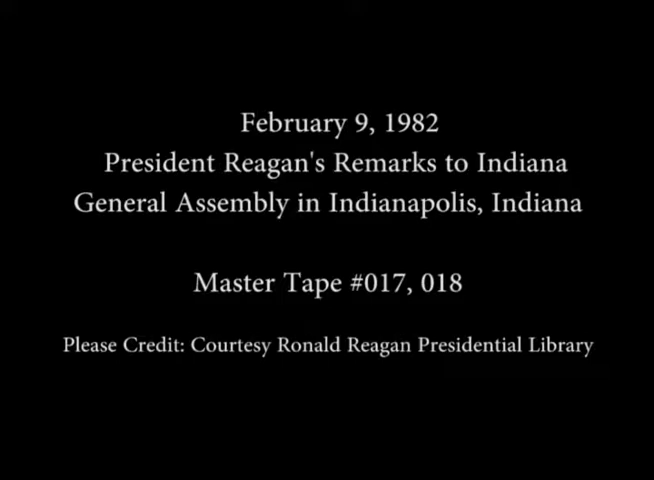 February 9, 1982
President Reagan's Remarks to Indiana
General Assembly in Indianapolis, Indiana
Master Tape #017, 018
Please Credit: Courtesy Ronald Reagan Presidential Library